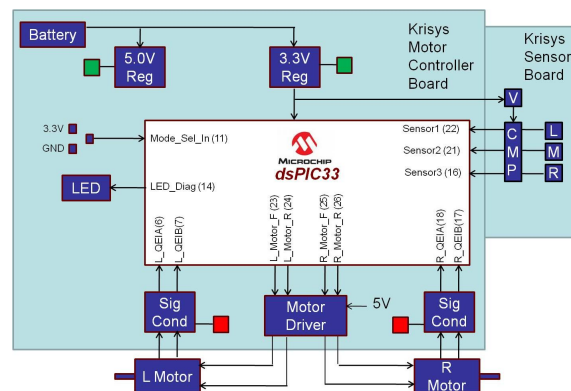 Battery
5.0V
Reg
3.3V
Reg
Krisys
Motor
Controller
Board
Krisys
Sensor
Board
V
3.3V
GND
Mode_Sel_In (11)
MICROCHIP
dsPIC33
Sensor1 (22)
Sensor2 (21)
Sensor3 (16)
C
M
P
L
M
R
LED
LED_Diag (14)
L_QEIA(6)
L_QEIB(7)
L_Motor_F (23)
L_Motor_R (24)
R_Motor_F (25)
R_Motor_R (26)
R_QEIA(18)
R_QEIB(17)
Sig
Cond
Motor
Driver
5V
Sig
Cond
L Motor
R
Motor